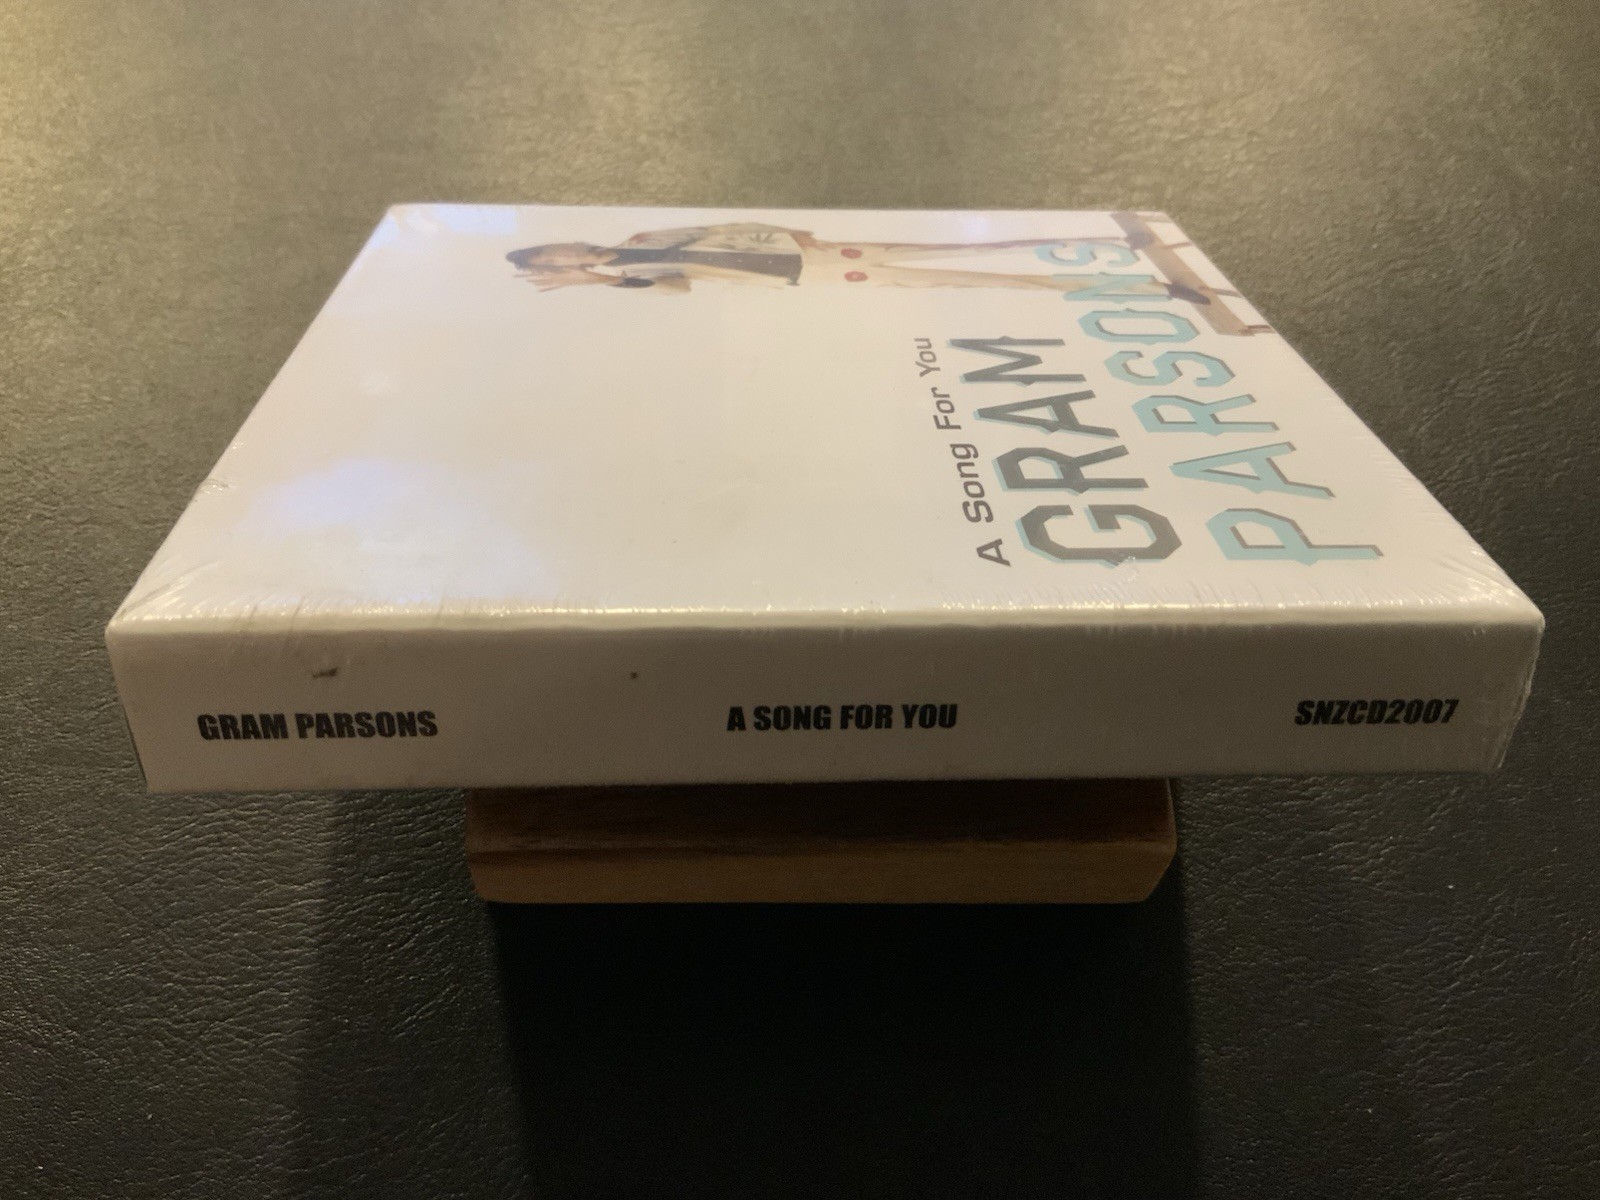 A Song For You
GRAM
PARSONS
GRAM PARSONS
A SONG FOR YOU
SNZCD2007